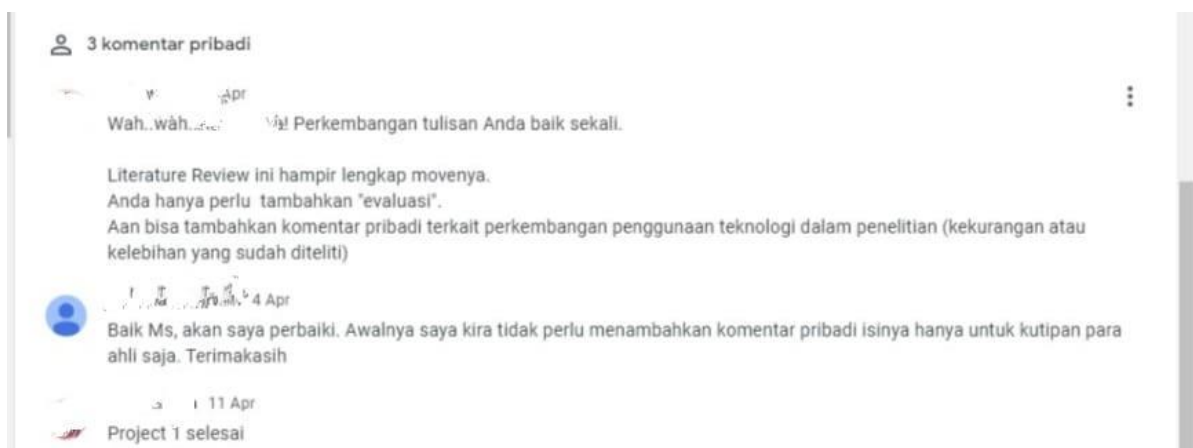 3 komentar pribadi
Apr
Wah..wàh.. Perkembangan tulisan Anda baik sekali.
Literature Review ini hampir lengkap movenya.
Anda hanya perlu tambahkan "evaluasi".
Aan bisa tambahkan komentar pribadi terkait perkembangan penggunaan teknologi dalam penelitian (kekurangan atau
kelebihan yang sudah diteliti)
4 Apr
Baik Ms, akan saya perbaiki. Awalnya saya kira tidak perlu menambahkan komentar pribadi isinya hanya untuk kutipan para
ahli saja. Terimakasih
11 Apr
Project 1 selesai